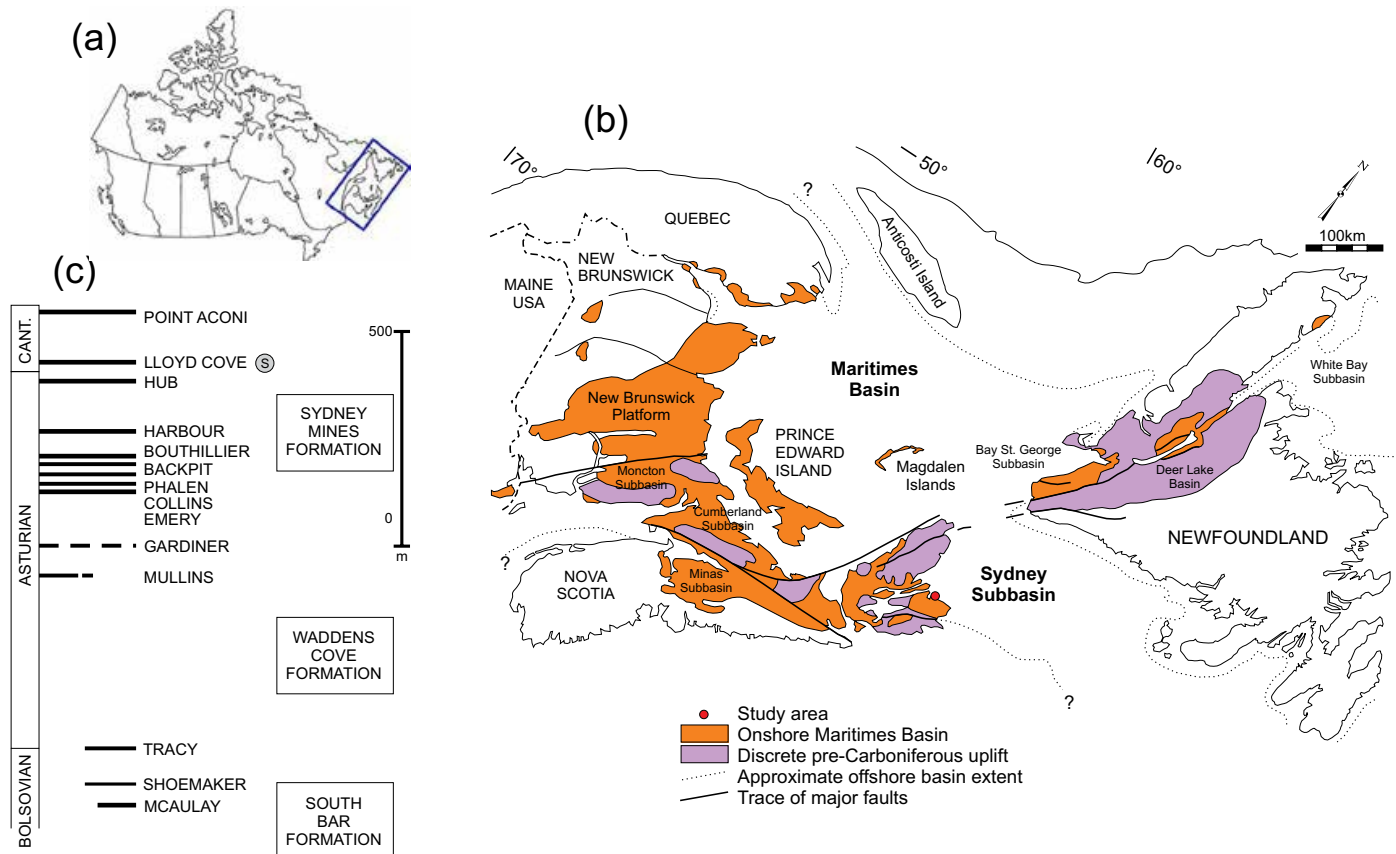 (a)
(b)
(c)
70°
50°
60°
N
100km
?
QUEBEC
Anticosti Island
NEW
BRUNSWICK
MAINE
USA
Maritimes
Basin
White Bay
Subbasin
New Brunswick
Platform
PRINCE
EDWARD
ISLAND
Bay St. George
Subbasin
Magdalen
Islands
Moncton
Subbasin
Deer Lake
Basin
Cumberland
Subbasin
NEWFOUNDLAND
?
NOVA
SCOTIA
Minas
Subbasin
Sydney
Subbasin
?
Study area
Onshore Maritimes Basin
Discrete pre-Carboniferous uplift
Approximate offshore basin extent
Trace of major faults
CANT.
ASTURIAN
BOLSOVIAN
POINT ACONI
LLOYD COVE
S
HUB
HARBOUR
BOUTHILLIER
BACKPIT
PHALEN
COLLINS
EMERY
GARDINER
MULLINS
TRACY
SHOEMAKER
MCAULAY
SYDNEY
MINES
FORMATION
WADDENS
COVE
FORMATION
SOUTH
BAR
FORMATION
500
0
m